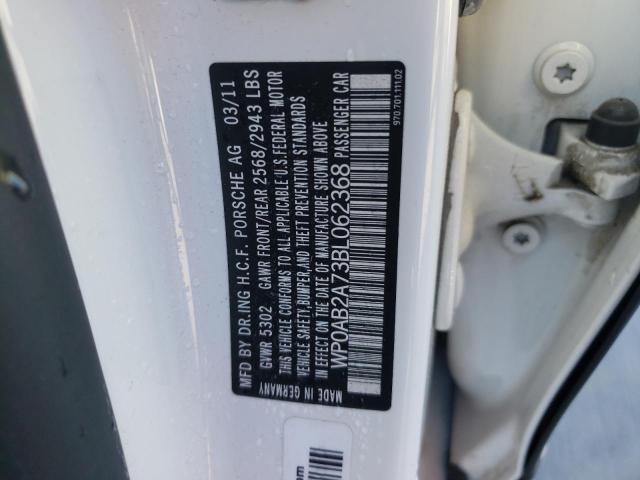 MFD BY DR.ING H.C.F. PORSCHE AG 03/11
GVWR 5302 GAWR FRONT/REAR 2568/2943 LBS
THIS VEHICLE CONFORMS TO ALL APPLICABLE U.S.FEDERAL MOTOR
VEHICLE SAFETY,BUMPER,AND THEFT PREVENTION STANDARDS
IN EFFECT ON THE DATE OF MANUFACTURE SHOWN ABOVE
WP0AB2A73BL062368 PASSENGER CAR
MADE IN GERMANY
970.701.111.02